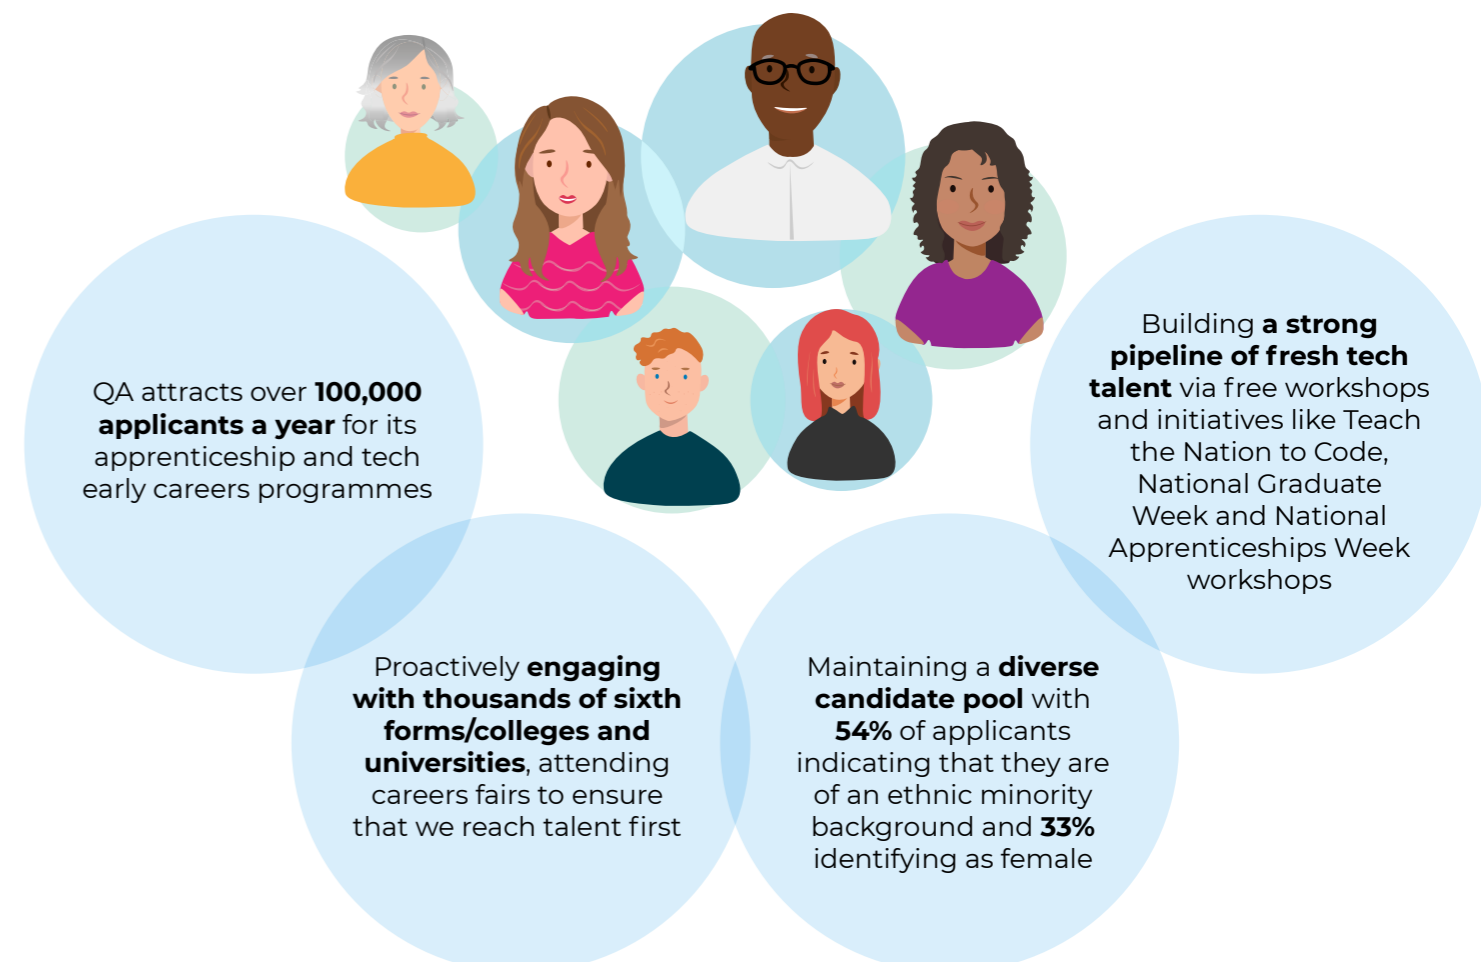 QA attracts over 100,000
applicants a year for its
apprenticeship and tech
early careers programmes
Proactively engaging
with thousands of sixth
forms/colleges and
universities, attending
careers fairs to ensure
that we reach talent first
Maintaining a diverse
candidate pool with
54% of applicants
indicating that they are
of an ethnic minority
background and 33%
identifying as female
Building a strong
pipeline of fresh tech
talent via free workshops
and initiatives like Teach
the Nation to Code,
National Graduate
Week and National
Apprenticeships Week
workshops